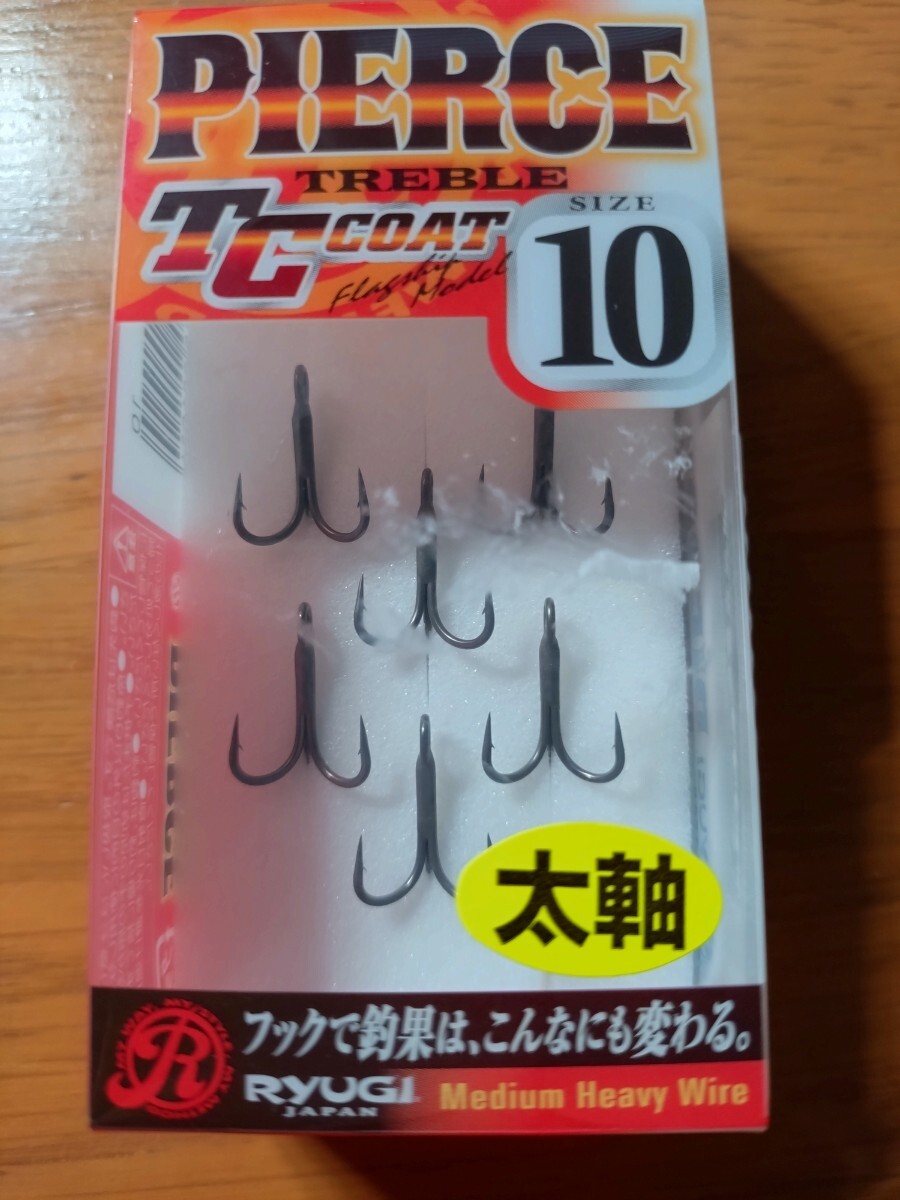 PIERCE
TREBLE
TC COAT
Flagship
Model
SIZE
10
太軸
フックで釣果は、こんなにも変わる。
R
RYUGI
JAPAN
Medium Heavy Wire